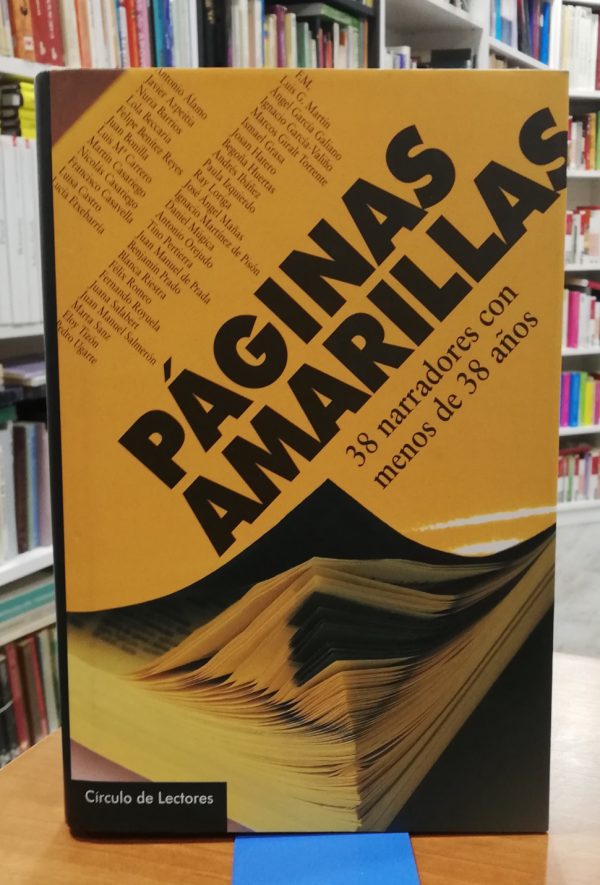 Antonio Álamo
Javier Azpeitia
Nuria Barrios
Lola Beccaria
Felipe Benítez Reyes
Juan Bonilla
Luis Mª Carrero
Martín Casariego
Nicolás Casariego
Francisco Casavella
Luisa Castro
Lucía Etxebarría
F.M.
Luis G. Martín
Ángel García Galiano
Ignacio García-Valiño
Marcos Giralt Torrente
Ismael Grasa
Josan Hatero
Begoña Huertas
Andrés Ibáñez
Paula Izquierdo
Ray Loriga
José Ángel Mañas
Ignacio Martínez de Pisón
Daniel Múgica
Antonio Orejudo
Tino Pertierra
Juan Manuel de Prada
Benjamín Prado
Blanca Riestra
Félix Romeo
Fernando Royuela
Juana Salabert
Juan Manuel Salmerón
Marta Sanz
Eloy Tizón
Pedro Ugarte
PÁGINAS
AMARILLAS
38 narradores con
menos de 38 años
Círculo de Lectores